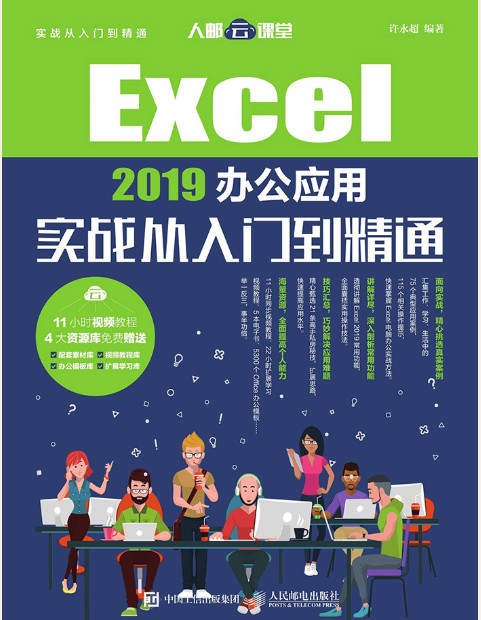 实战从入门到精通
人邮云课堂
许永超 编著
Excel
2019 办公应用
实战从入门到精通
云
11 小时视频教程
4 大资源库免费赠送
配套素材库 视频教程库
办公模板库 扩展学习库
面向实战，精心挑选真实案例
汇集工作、学习、生活中的
75 个典型应用案例，
115 个相关操作提示，
快速掌握 Excel 电脑办公实战方法。
讲解详尽，深入剖析常用功能
透彻讲解 Excel 2019 常用功能，
全面囊括实用操作技法。
技巧汇总，巧妙解决应用难题
精心甄选 21 条高手私房秘技，扩展思路，
快速提高应用水平。
海量资源，全面提高个人能力
11 小时同步视频教程、22 小时扩展学习
视频教程、5 本电子书、5300 个 Office 办公模板……
举一反三，事半功倍。
中国工信出版集团
人民邮电出版社
POSTS & TELECOM PRESS